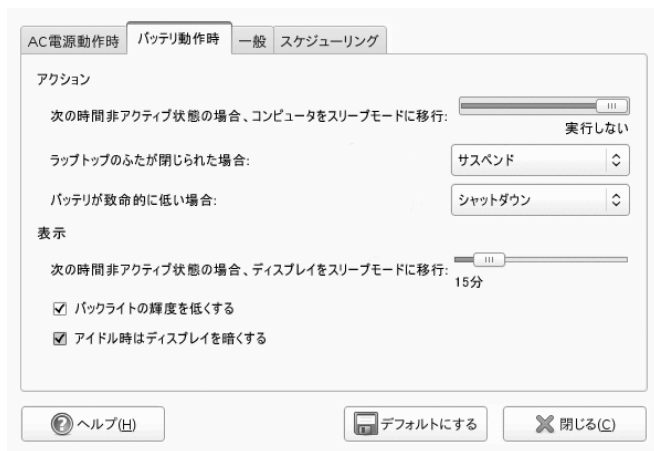 AC電源動作時 バッテリ動作時 一般 スケジューリング
アクション
次の時間非アクティブ状態の場合、コンピュータをスリープモードに移行:
実行しない
ラップトップのふたが閉じられた場合: サスペンド
バッテリが致命的に低い場合: シャットダウン
表示
次の時間非アクティブ状態の場合、ディスプレイをスリープモードに移行:
15分
バックライトの輝度を低くする
アイドル時はディスプレイを暗くする
ヘルプ(H) デフォルトにする 閉じる(C)